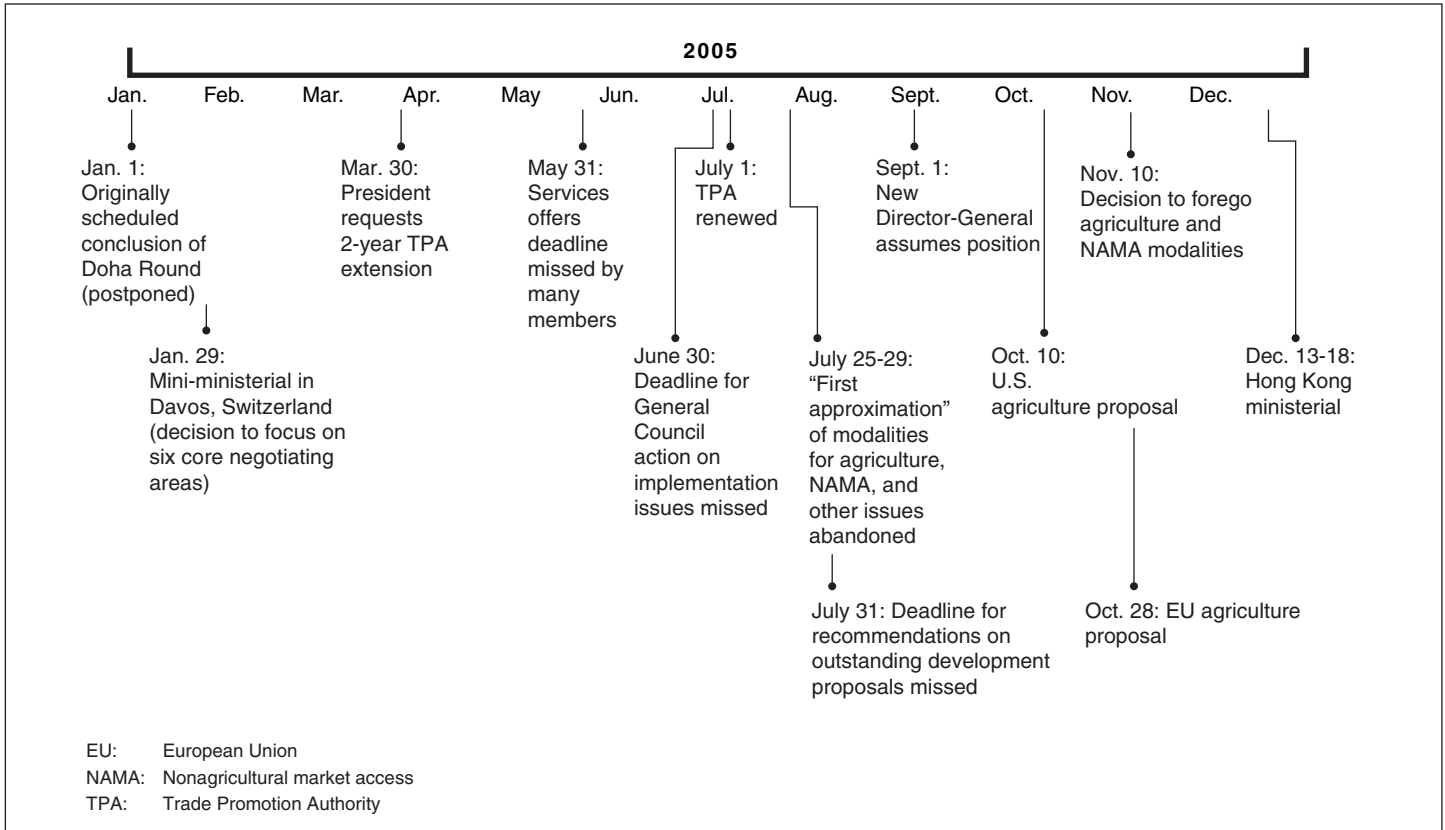 2005
Jan. Feb. Mar. Apr. May Jun. Jul. Aug. Sept. Oct. Nov. Dec.
Jan. 1:
Originally
scheduled
conclusion of
Doha Round
(postponed)
Jan. 29:
Mini-ministerial in
Davos, Switzerland
(decision to focus on
six core negotiating
areas)
Mar. 30:
President
requests
2-year TPA
extension
May 31:
Services
offers
deadline
missed by
many
members
June 30:
Deadline for
General
Council
action on
implementation
issues missed
July 1:
TPA
renewed
July 25-29:
“First
approximation”
of modalities
for agriculture,
NAMA, and
other issues
abandoned
July 31: Deadline for
recommendations on
outstanding development
proposals missed
Sept. 1:
New
Director-General
assumes position
Oct. 10:
U.S.
agriculture proposal
Oct. 28: EU agriculture
proposal
Nov. 10:
Decision to forego
agriculture and
NAMA modalities
Dec. 13-18:
Hong Kong
ministerial
EU: European Union
NAMA: Nonagricultural market access
TPA: Trade Promotion Authority